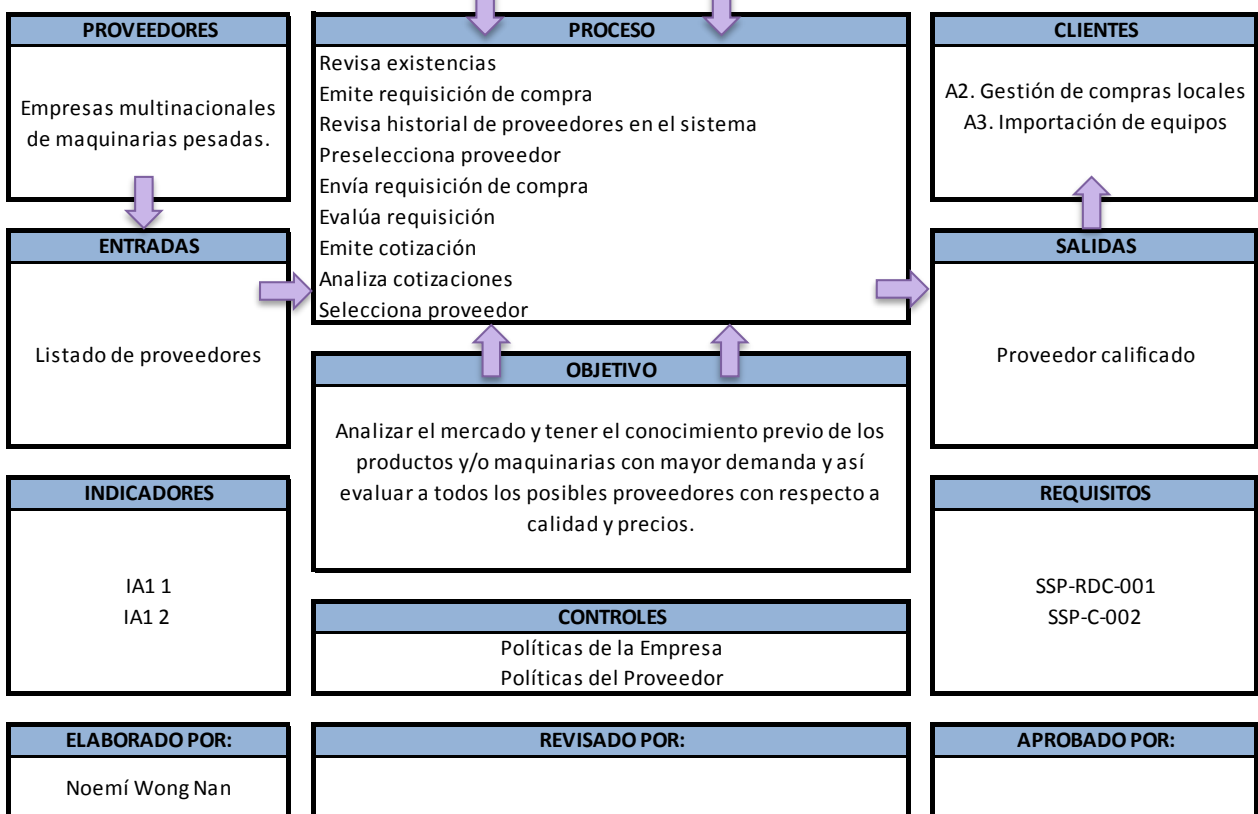 PROVEEDORES
Empresas multinacionales
de maquinarias pesadas.
PROCESO
Revisa existencias
Emite requisición de compra
Revisa historial de proveedores en el sistema
Preselecciona proveedor
Envía requisición de compra
Evalúa requisición
Emite cotización
Analiza cotizaciones
Selecciona proveedor
CLIENTES
A2. Gestión de compras locales
A3. Importación de equipos
ENTRADAS
Listado de proveedores
SALIDAS
Proveedor calificado
OBJETIVO
Analizar el mercado y tener el conocimiento previo de los
productos y/o maquinarias con mayor demanda y así
evaluar a todos los posibles proveedores con respecto a
calidad y precios.
INDICADORES
IA1 1
IA1 2
REQUISITOS
SSP-RDC-001
SSP-C-002
CONTROLES
Políticas de la Empresa
Políticas del Proveedor
ELABORADO POR:
Noemí Wong Nan
REVISADO POR:
APROBADO POR: